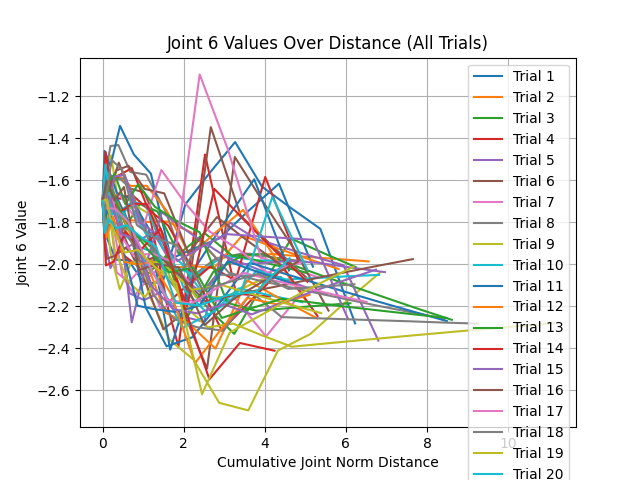 Joint 6 Values Over Distance (All Trials)
Joint 6 Value
−1.2
−1.4
−1.6
−1.8
−2.0
−2.2
−2.4
−2.6
0
2
4
6
8
10
Cumulative Joint Norm Distance
Trial 1
Trial 2
Trial 3
Trial 4
Trial 5
Trial 6
Trial 7
Trial 8
Trial 9
Trial 10
Trial 11
Trial 12
Trial 13
Trial 14
Trial 15
Trial 16
Trial 17
Trial 18
Trial 19
Trial 20